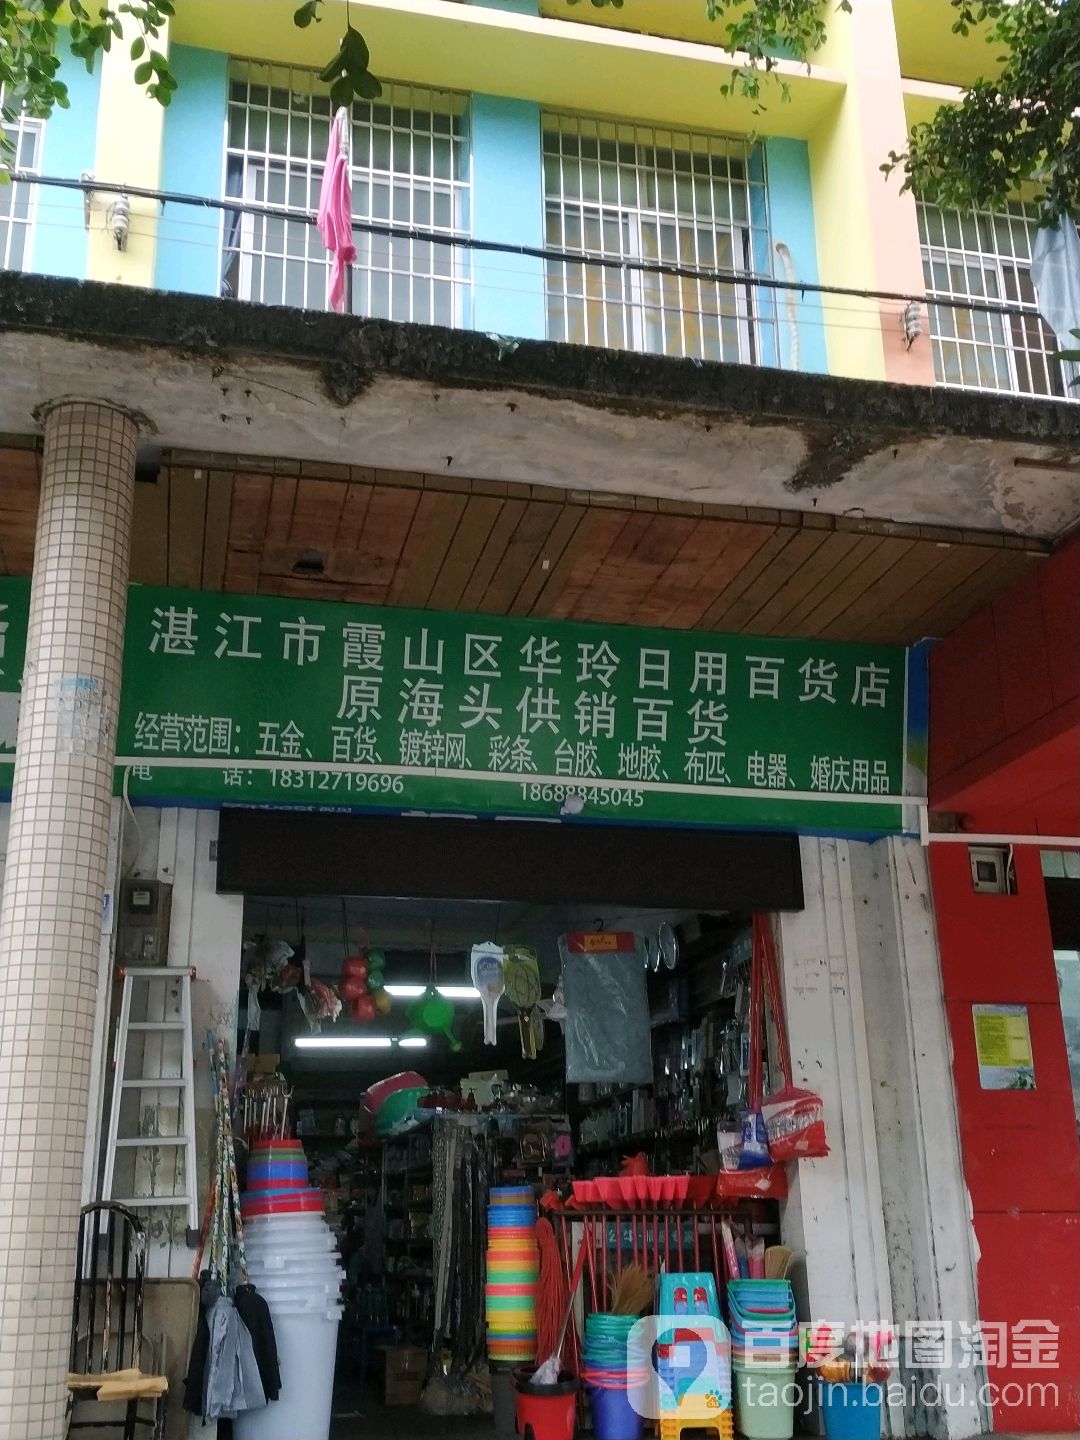 湛江市霞山区华玲日用百货店
原海头供销百货
经营范围：五金、百货、镀锌网、彩条、台胶、地胶、布匹、电器、婚庆用品
电 话：18312719696 18688845045
百度地图淘金
taojin.baidu.com